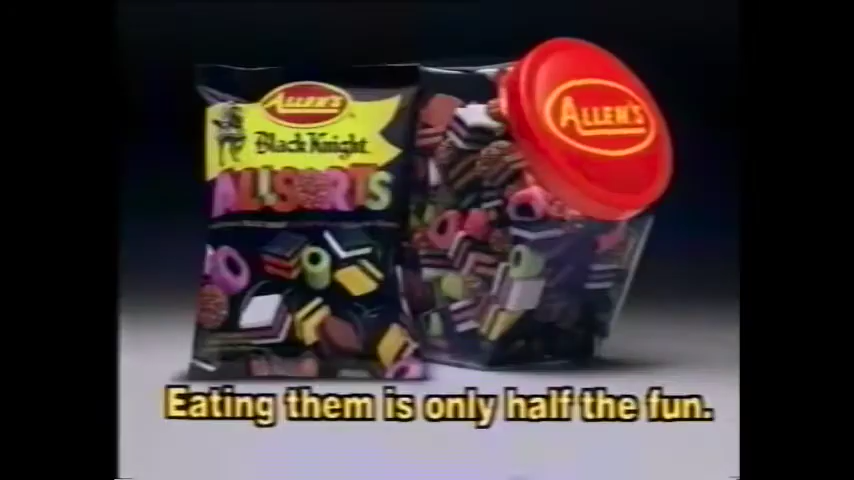 ALLEN'S
Black Knight
ALLSORTS
ALLEN'S
Eating them is only half the fun.